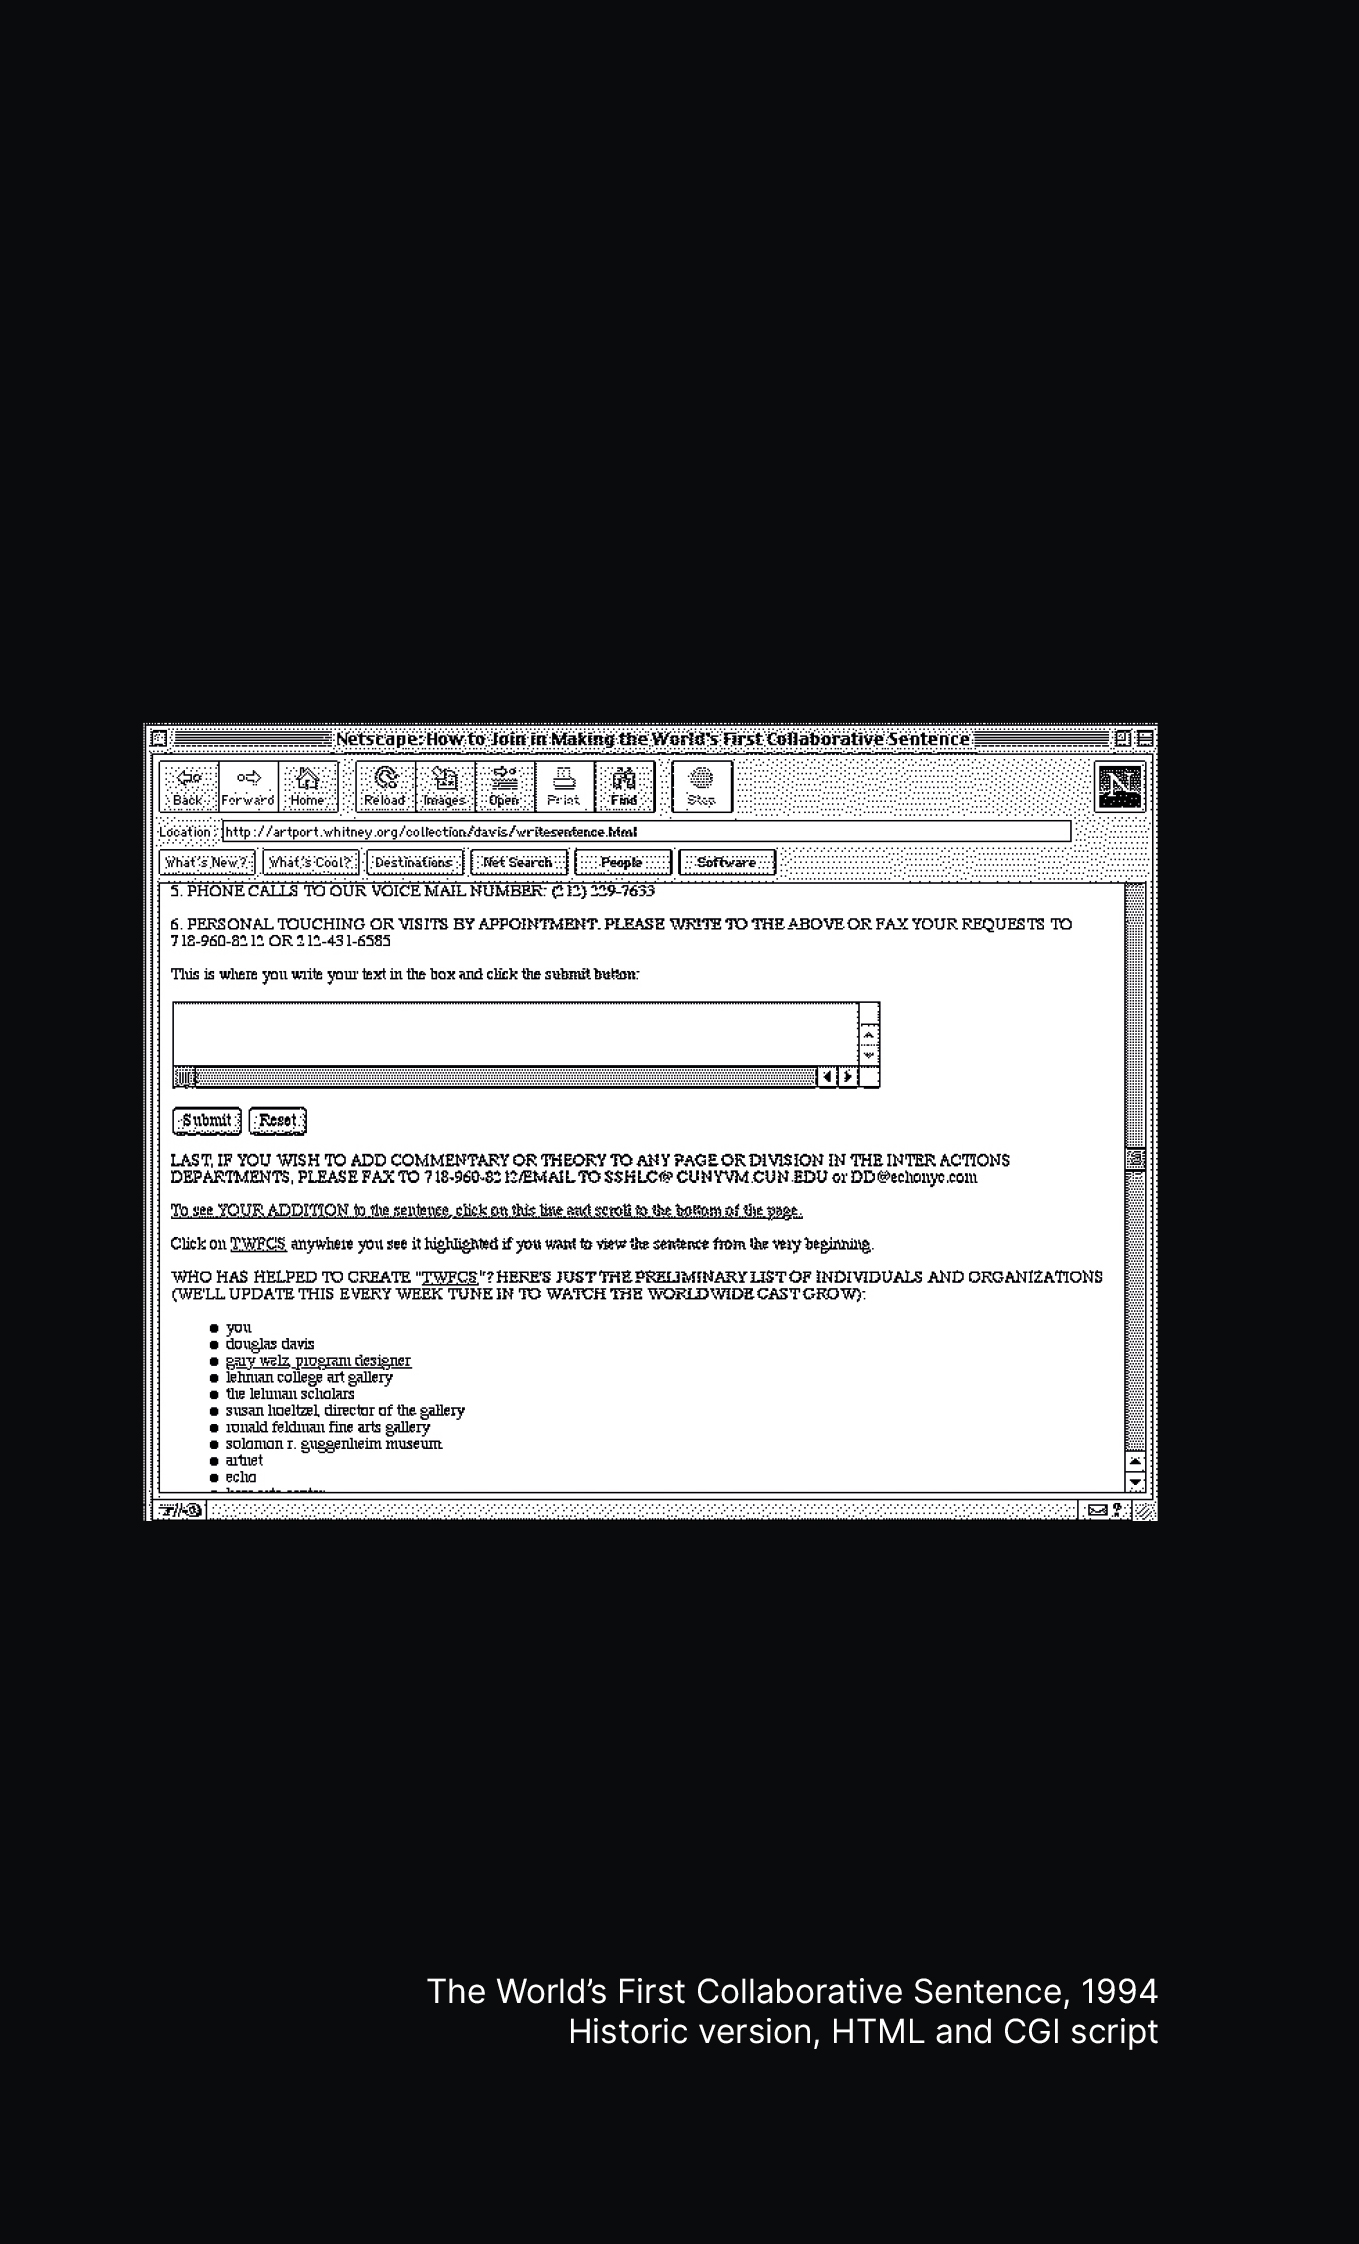 Netscape: How to Join in Making the World's First Collaborative Sentence
Back Forward Home Reload Images Open Print Find Stop
N
Location: http://artport.whitney.org/collection/davis/writesentence.html
What's New? What's Cool? Destinations Net Search People Software
5. PHONE CALLS TO OUR VOICE MAIL NUMBER: (212) 229-7633
6. PERSONAL TOUCHING OR VISITS BY APPOINTMENT. PLEASE WRITE TO THE ABOVE OR FAX YOUR REQUESTS TO
718-960-8212 OR 212-431-6585
This is where you write your text in the box and click the submit button:
Submit Reset
LAST, IF YOU WISH TO ADD COMMENTARY OR THEORY TO ANY PAGE OR DIVISION IN THE INTER ACTIONS
DEPARTMENTS, PLEASE FAX TO 718-960-8212/EMAIL TO SSHLC@ CUNYVM.CUN.EDU or DD@echonyc.com
To see YOUR ADDITION to the sentence, click on this line and scroll to the bottom of the page.
Click on TWFCS anywhere you see it highlighted if you want to view the sentence from the very beginning.
WHO HAS HELPED TO CREATE "TWFCS"? HERE'S JUST THE PRELIMINARY LIST OF INDIVIDUALS AND ORGANIZATIONS
(WE'LL UPDATE THIS EVERY WEEK TUNE IN TO WATCH THE WORLDWIDE CAST GROW):
you
douglas davis
gary welz, program designer
lehman college art gallery
the lehman scholars
susan hoeltzel, director of the gallery
ronald feldman fine arts gallery
solomon r. guggenheim museum
artnet
echo
The World’s First Collaborative Sentence, 1994
Historic version, HTML and CGI script